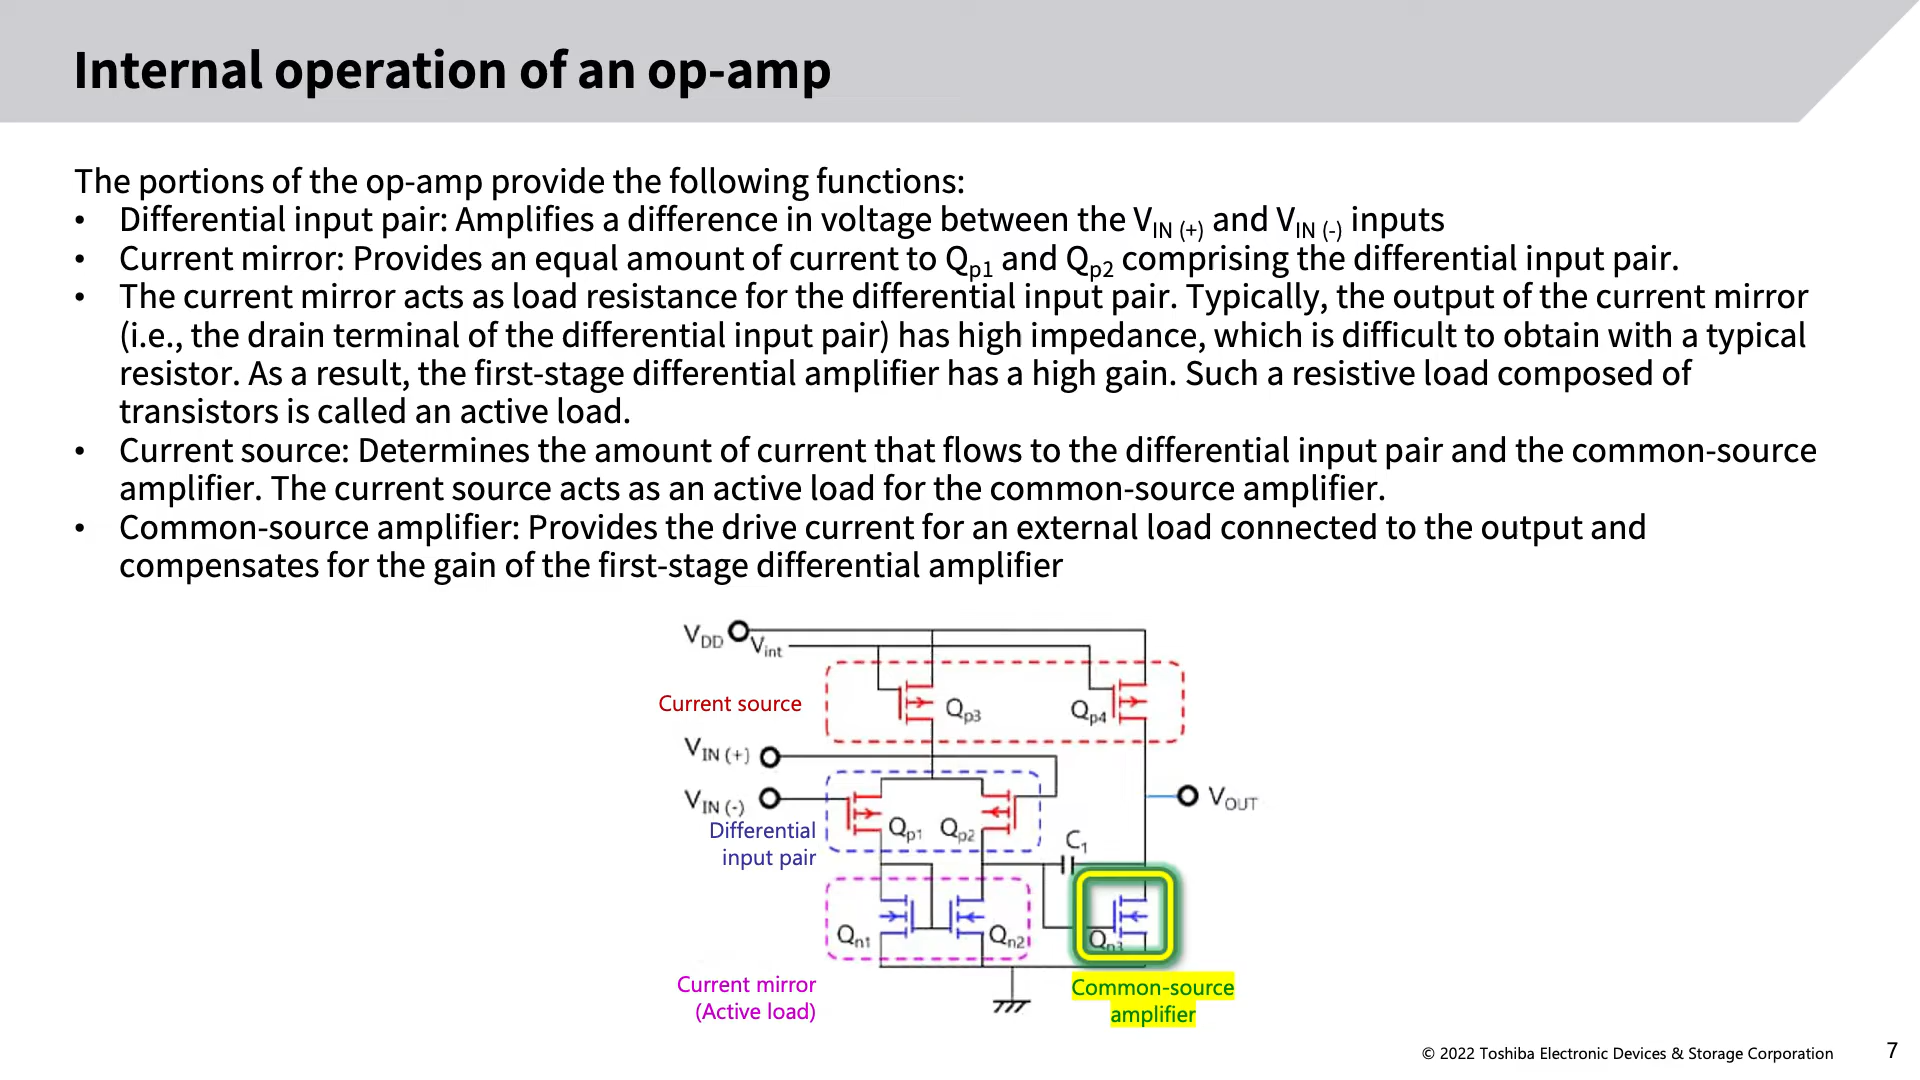 Internal operation of an op-amp
The portions of the op-amp provide the following functions:
• Differential input pair: Amplifies a difference in voltage between the VIN (+) and VIN (-) inputs
• Current mirror: Provides an equal amount of current to Qp1 and Qp2 comprising the differential input pair.
• The current mirror acts as load resistance for the differential input pair. Typically, the output of the current mirror
(i.e., the drain terminal of the differential input pair) has high impedance, which is difficult to obtain with a typical
resistor. As a result, the first-stage differential amplifier has a high gain. Such a resistive load composed of
transistors is called an active load.
• Current source: Determines the amount of current that flows to the differential input pair and the common-source
amplifier. The current source acts as an active load for the common-source amplifier.
• Common-source amplifier: Provides the drive current for an external load connected to the output and
compensates for the gain of the first-stage differential amplifier
VDD
Vint
Current source
Qp3
Qp4
VIN (+)
VIN (-)
VOUT
Differential
input pair
Qp1
Qp2
C1
Qn1
Qn2
Qn3
Current mirror
(Active load)
Common-source
amplifier
© 2022 Toshiba Electronic Devices & Storage Corporation
7